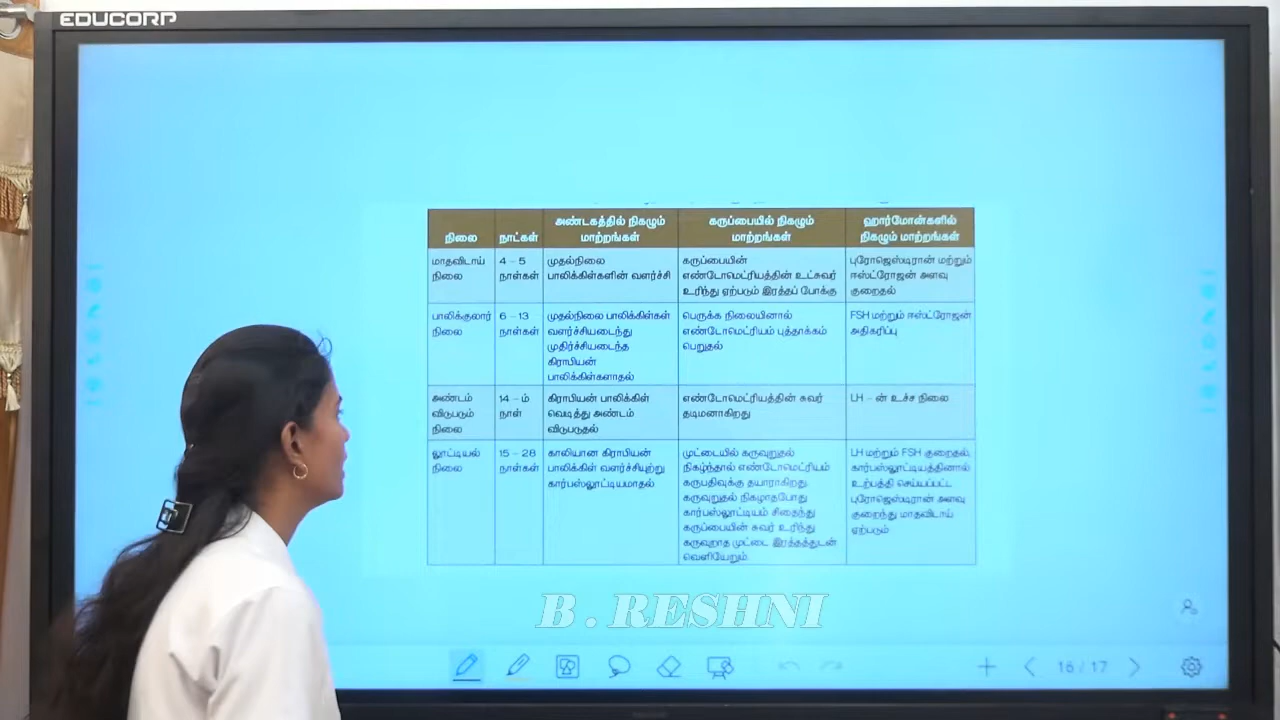 EDUCORP
நிலை
நாட்கள்
அண்டகத்தில் நிகழும்
மாற்றங்கள்
கருப்பையில் நிகழும்
மாற்றங்கள்
ஹார்மோன்களில்
நிகழும் மாற்றங்கள்
மாதவிடாய்
நிலை
4 – 5
நாள்கள்
முதல்நிலை
பாலிக்கிள்களின் வளர்ச்சி
கருப்பையின்
எண்டோமெட்ரியத்தின் உட்சுவர்
உரிந்து ஏற்படும் இரத்தப் போக்கு
புரோஜெஸ்டிரான் மற்றும்
ஈஸ்ட்ரோஜன் அளவு
குறைதல்
பாலிக்குலார்
நிலை
6 – 13
நாள்கள்
முதல்நிலை பாலிக்கிள்கள்
வளர்ச்சியடைந்து
முதிர்ச்சியடைந்த
கிராபியன்
பாலிக்கிள்களாதல்
பெருக்க நிலையினால்
எண்டோமெட்ரியம் புத்தாக்கம்
பெறுதல்
FSH மற்றும் ஈஸ்ட்ரோஜன்
அதிகரிப்பு
அண்டம்
விடுபடும்
நிலை
14 – ம்
நாள்
கிராபியன் பாலிக்கிள்
வெடித்து அண்டம்
விடுபடுதல்
எண்டோமெட்ரியத்தின் சுவர்
தடிமனாகிறது
LH – ன் உச்ச நிலை
லூட்டியல்
நிலை
15 – 28
நாள்கள்
காலியான கிராபியன்
பாலிக்கிள் வளர்ச்சியுற்று
கார்பஸ்லூட்டியமாதல்
முட்டையில் கருவுறுதல்
நிகழ்ந்தால் எண்டோமெட்ரியம்
கருபதிவுக்கு தயாராகிறது.
கருவுறுதல் நிகழாதபோது
கார்பஸ்லூட்டியம் சிதைந்து
கருப்பையின் சுவர் உரிந்து
கருவுறாத முட்டை இரத்தத்துடன்
வெளியேறும்.
LH மற்றும் FSH குறைதல்,
கார்பஸ்லூட்டியத்தினால்
உற்பத்தி செய்யப்பட்ட
புரோஜெஸ்டிரான் அளவு
குறைந்து மாதவிடாய்
ஏற்படும்
B . RESHNI
16 / 17